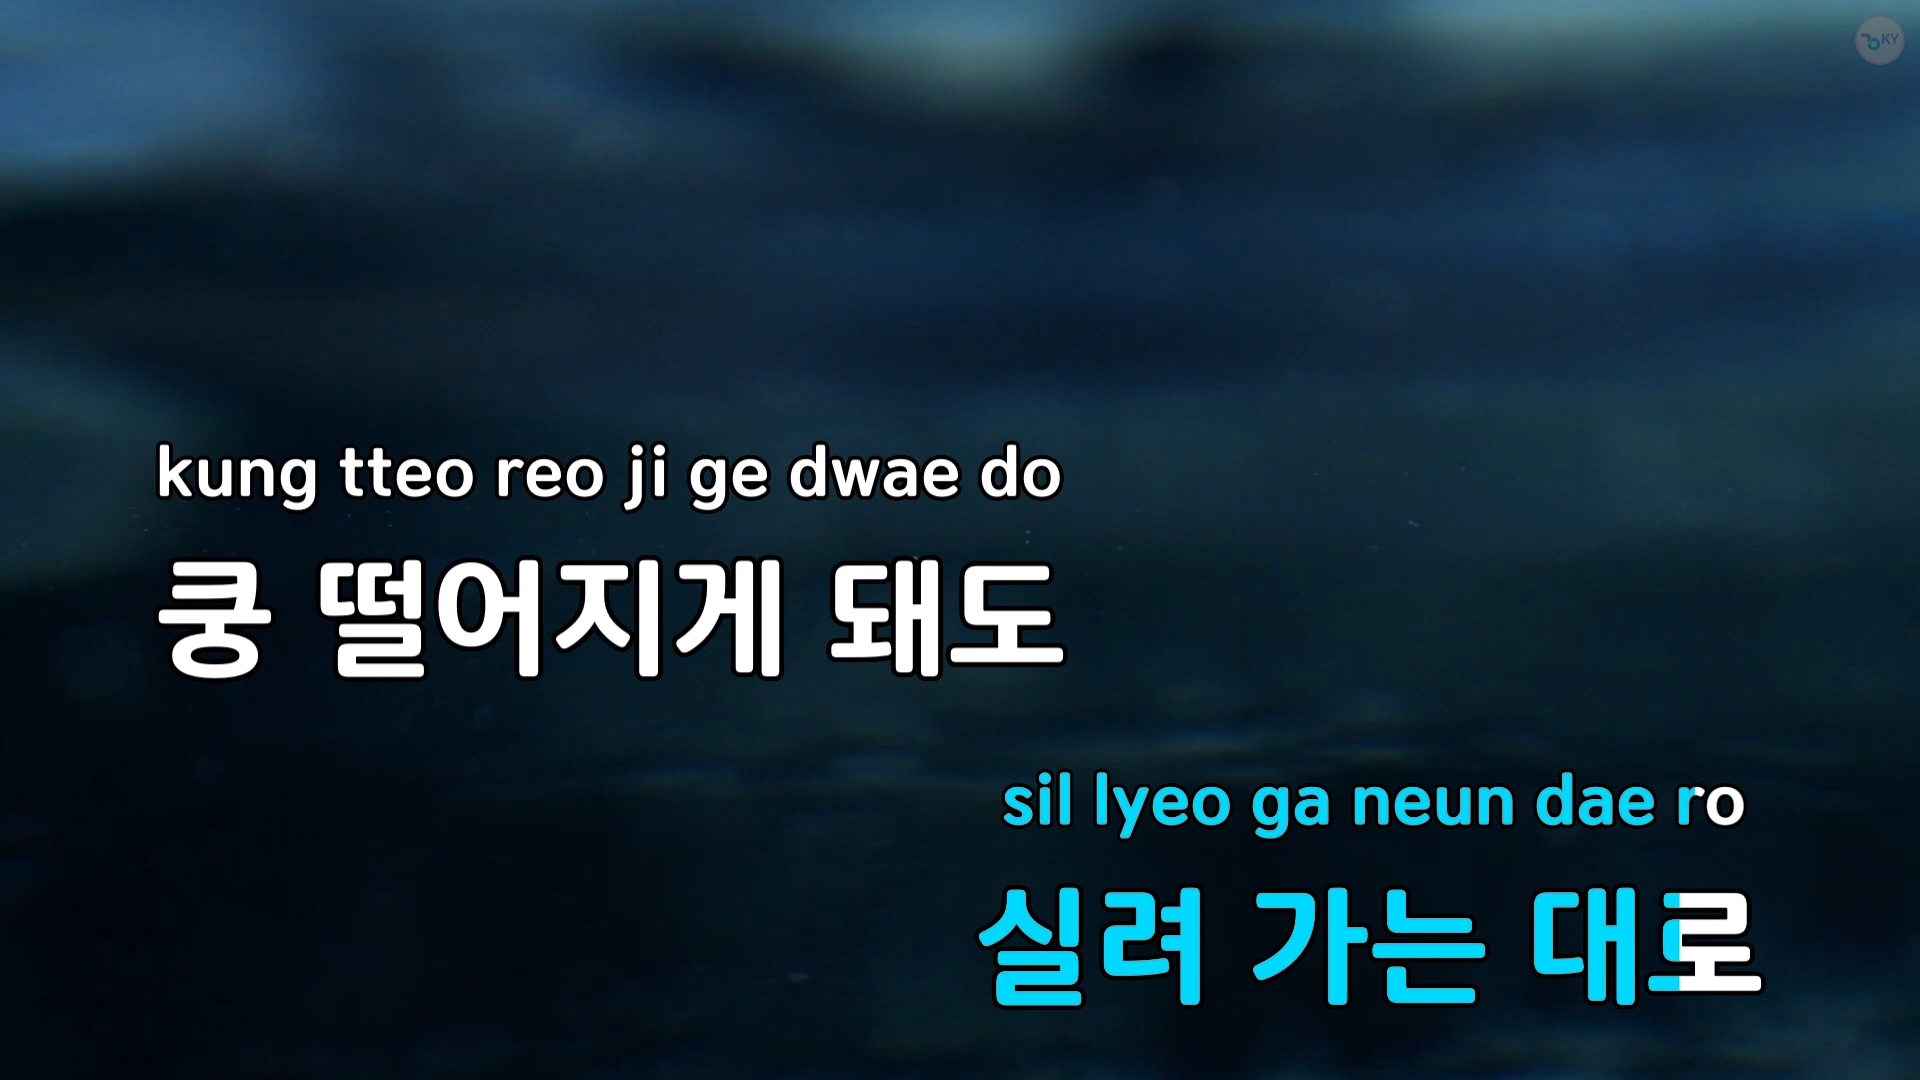 KY
kung tteo reo ji ge dwae do
쿵 떨어지게 돼도
sil lyeo ga neun dae ro
실려 가는 대로